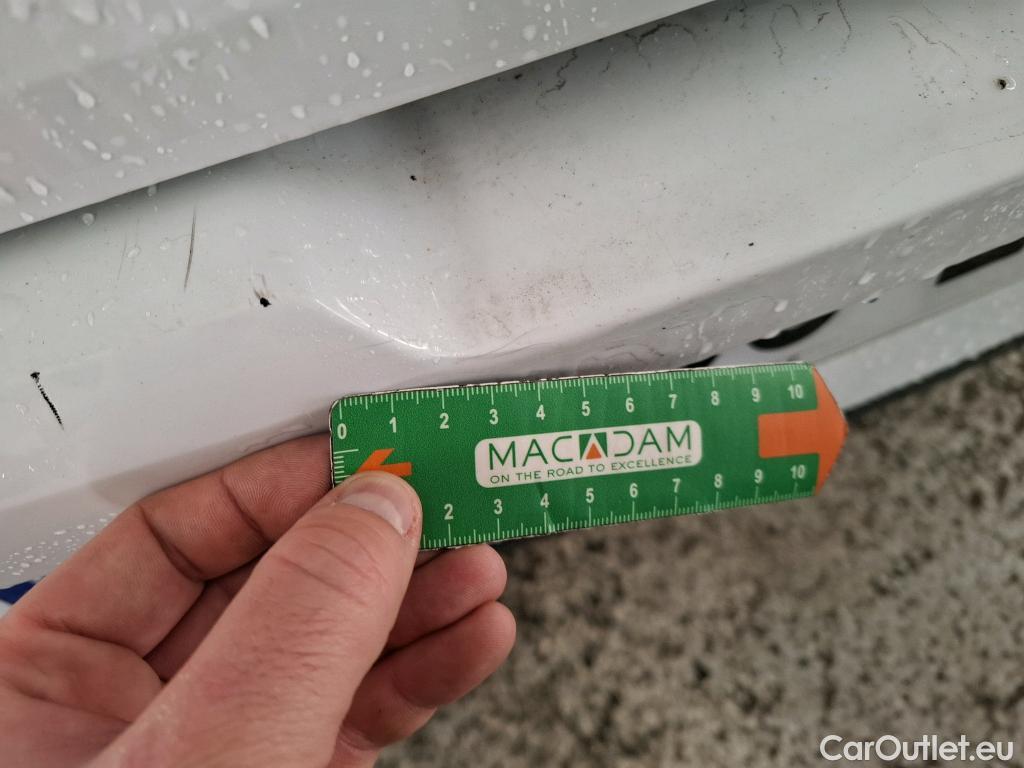 0 1 2 3 4 5 6 7 8 9 10
MACADAM
ON THE ROAD TO EXCELLENCE
2 3 4 5 6 7 8 9 10
CarOutlet.eu